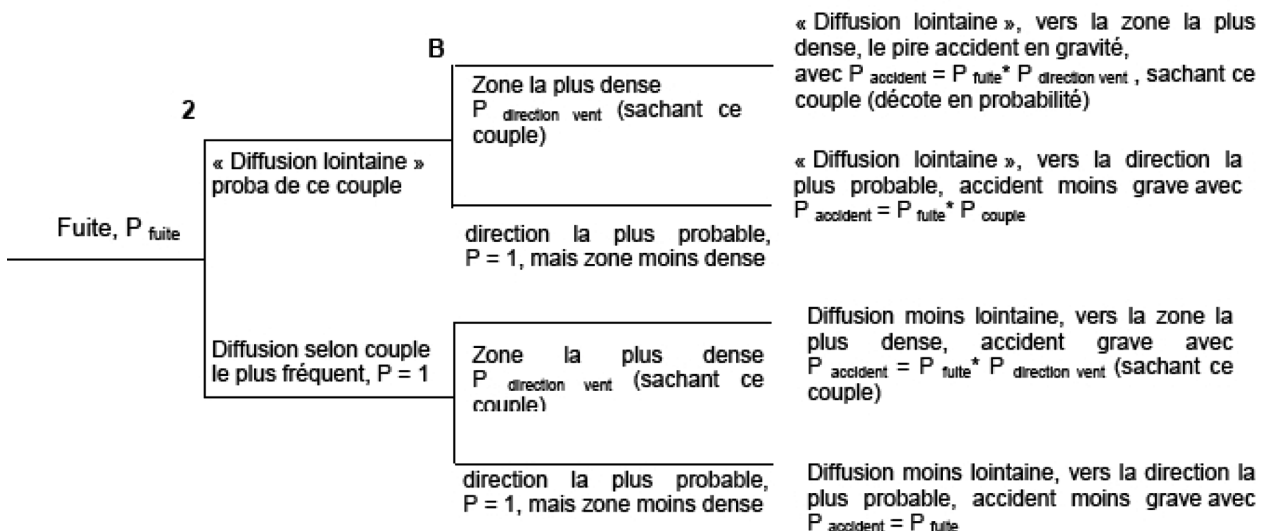 2
B
Fuite, P fuite
« Diffusion lointaine »
proba de ce couple
Diffusion selon couple
le plus fréquent, P = 1
Zone la plus dense
P direction vent (sachant ce
couple)
direction la plus probable,
P = 1, mais zone moins dense
Zone la plus dense
P direction vent (sachant ce
couple)
direction la plus probable,
P = 1, mais zone moins dense
« Diffusion lointaine », vers la zone la plus
dense, le pire accident en gravité,
avec P accident = P fuite* P direction vent , sachant ce
couple (décote en probabilité)
« Diffusion lointaine », vers la direction la
plus probable, accident moins grave avec
P accident = P fuite* P couple
Diffusion moins lointaine, vers la zone la
plus dense, accident grave avec
P accident = P fuite* P direction vent (sachant ce
couple)
Diffusion moins lointaine, vers la direction la
plus probable, accident moins grave avec
P accident = P fuite